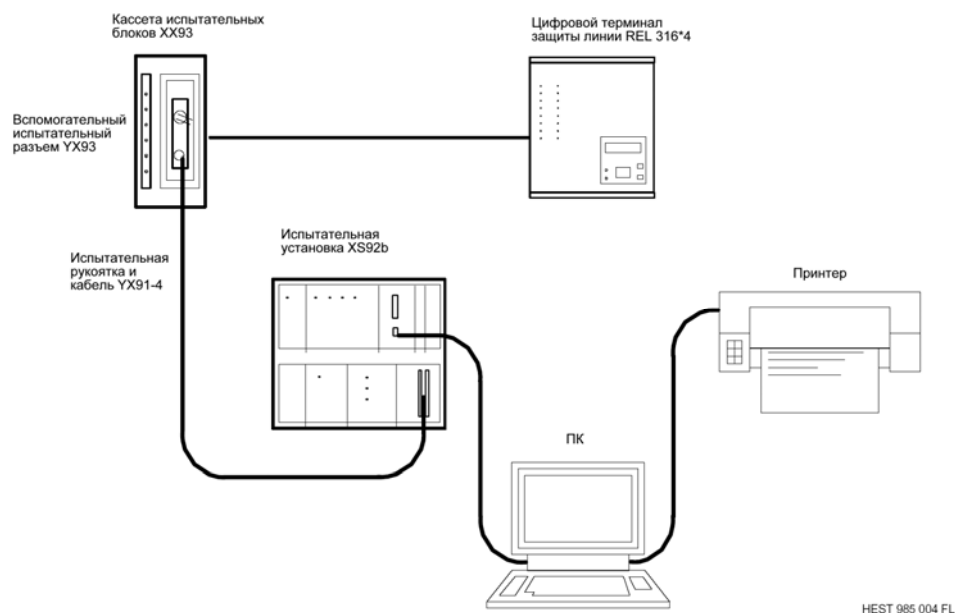 Кассета испытательных
блоков XX93
Цифровой терминал
защиты линии REL 316*4
Вспомогательный
испытательный
разъем YX93
Испытательная
рукоятка и
кабель YX91-4
Испытательная
установка XS92b
Принтер
ПК
HEST 985 004 FL